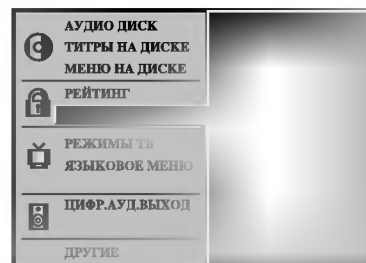 АУДИО ДИСК
ТИТРЫ НА ДИСКЕ
МЕНЮ НА ДИСКЕ
РЕЙТИНГ
РЕЖИМЫ ТВ
ЯЗЫКОВОЕ МЕНЮ
ЦИФР.АУД.ВЫХОД
ДРУГИЕ